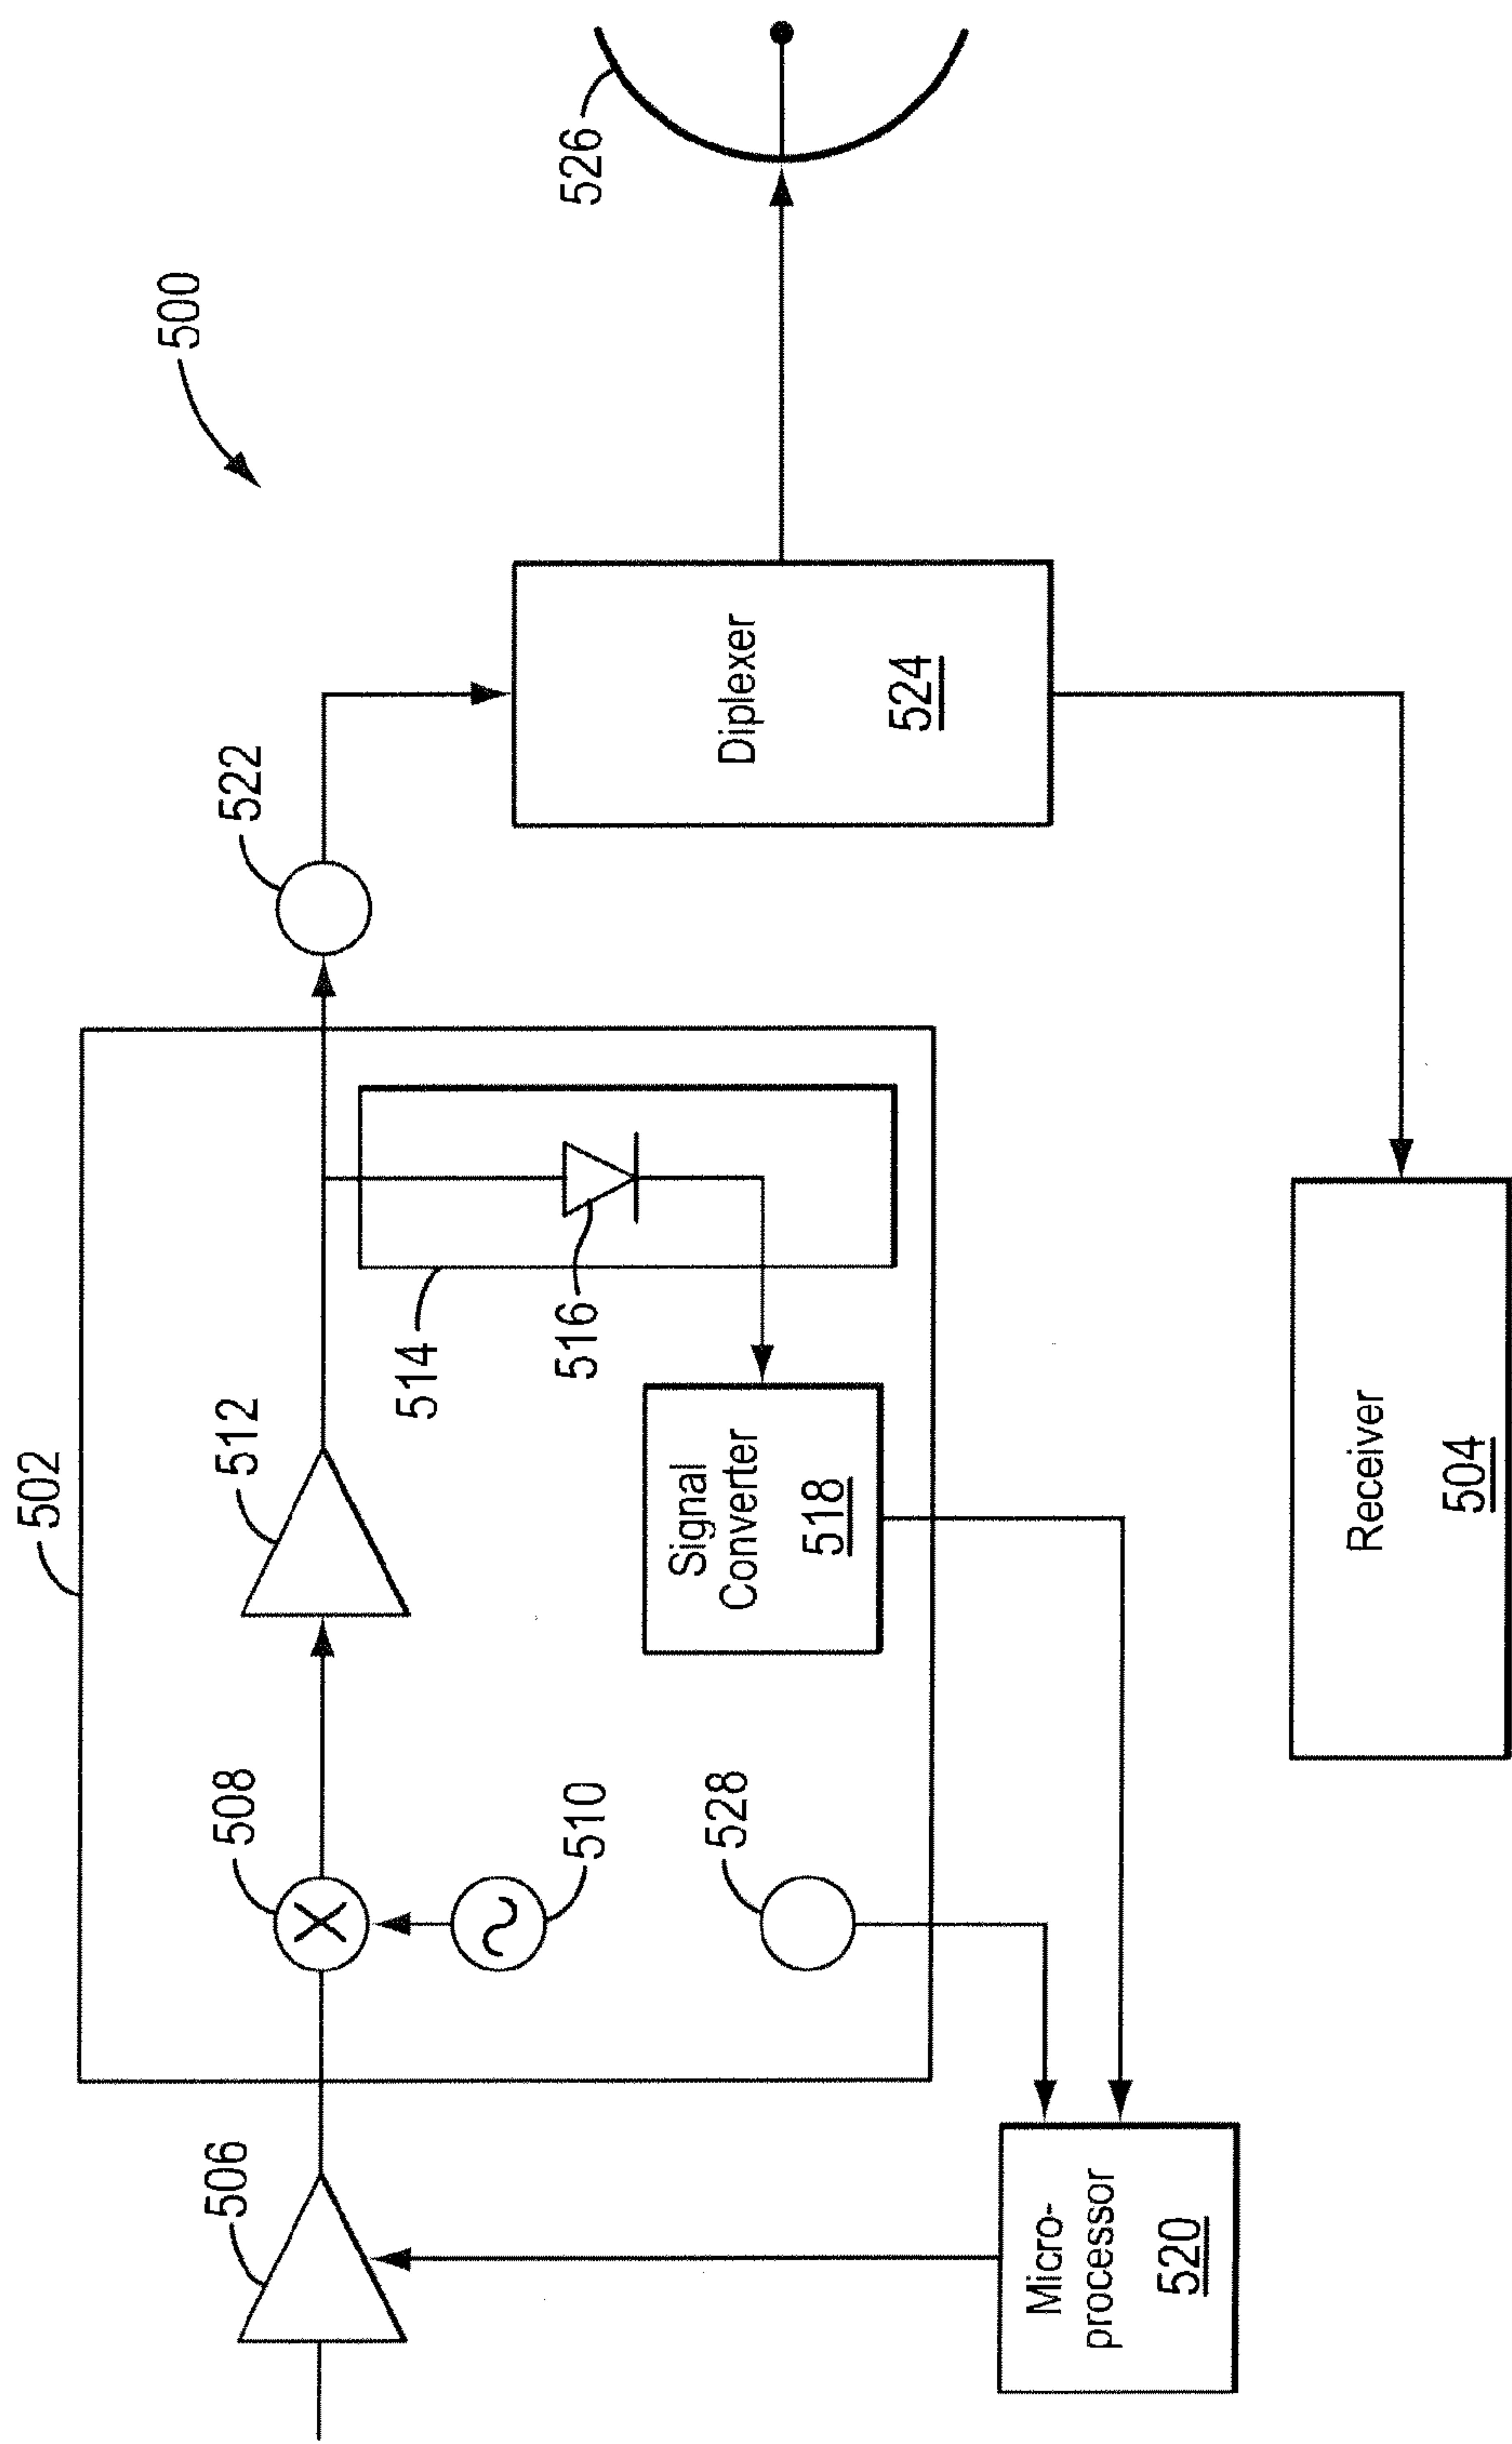 500
502
506
508
510
512
514
516
528
Signal
Converter
518
522
526
Diplexer
524
Micro-
processor
520
Receiver
504